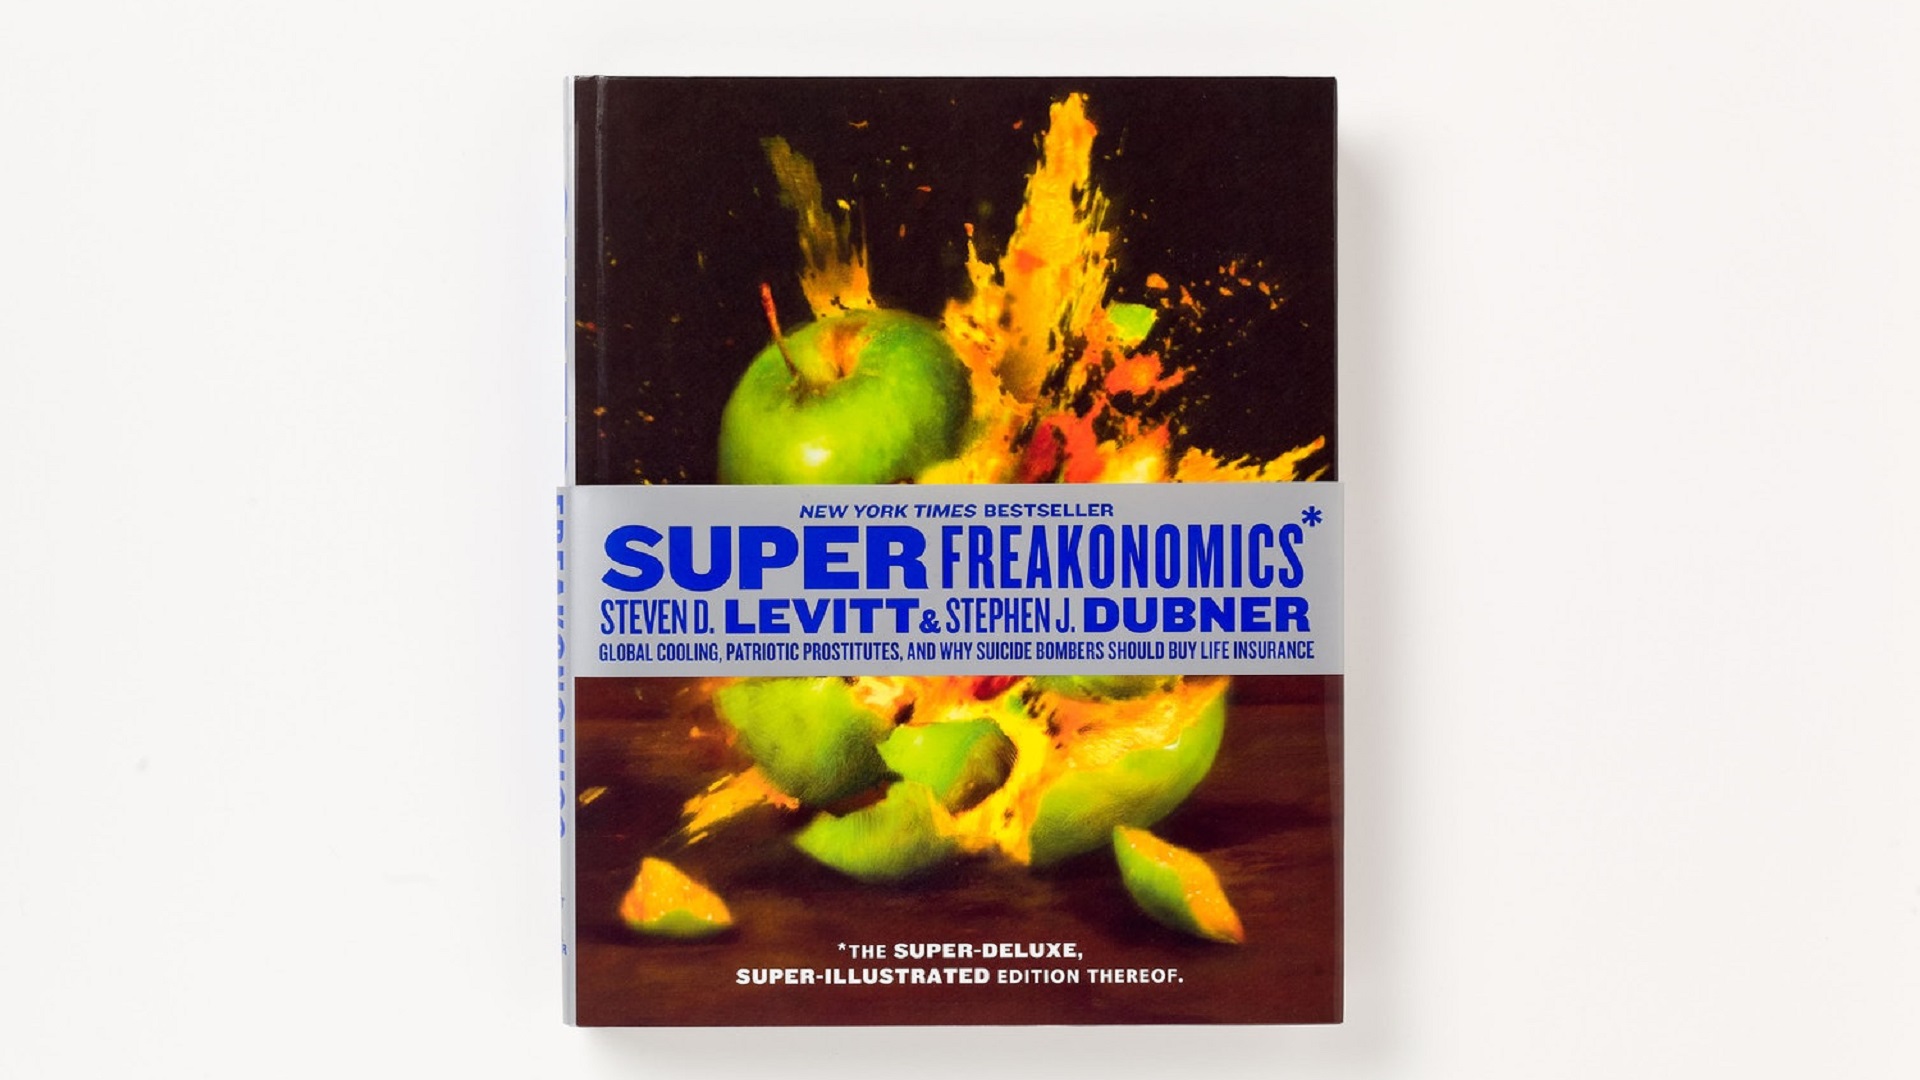 NEW YORK TIMES BESTSELLER
SUPER FREAKONOMICS*
STEVEN D. LEVITT & STEPHEN J. DUBNER
GLOBAL COOLING, PATRIOTIC PROSTITUTES, AND WHY SUICIDE BOMBERS SHOULD BUY LIFE INSURANCE
*THE SUPER-DELUXE,
SUPER-ILLUSTRATED EDITION THEREOF.